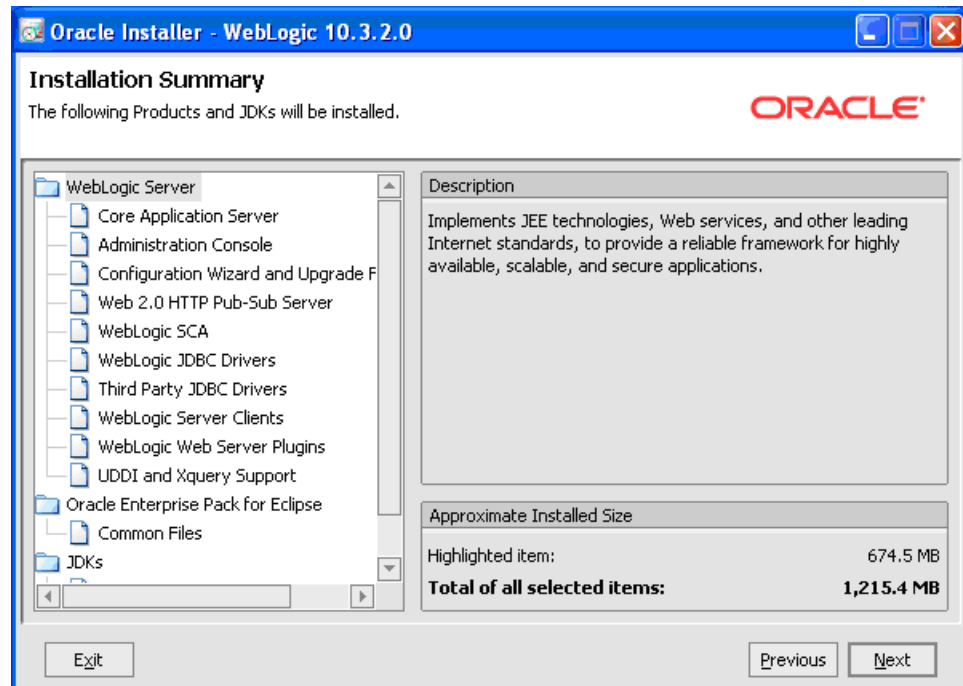 Oracle Installer - WebLogic 10.3.2.0
Installation Summary
The following Products and JDKs will be installed.
ORACLE
WebLogic Server
Core Application Server
Administration Console
Configuration Wizard and Upgrade F
Web 2.0 HTTP Pub-Sub Server
WebLogic SCA
WebLogic JDBC Drivers
Third Party JDBC Drivers
WebLogic Server Clients
WebLogic Web Server Plugins
UDDI and Xquery Support
Oracle Enterprise Pack for Eclipse
Common Files
JDKs
Description
Implements JEE technologies, Web services, and other leading
Internet standards, to provide a reliable framework for highly
available, scalable, and secure applications.
Approximate Installed Size
Highlighted item: 674.5 MB
Total of all selected items: 1,215.4 MB
Exit
Previous
Next